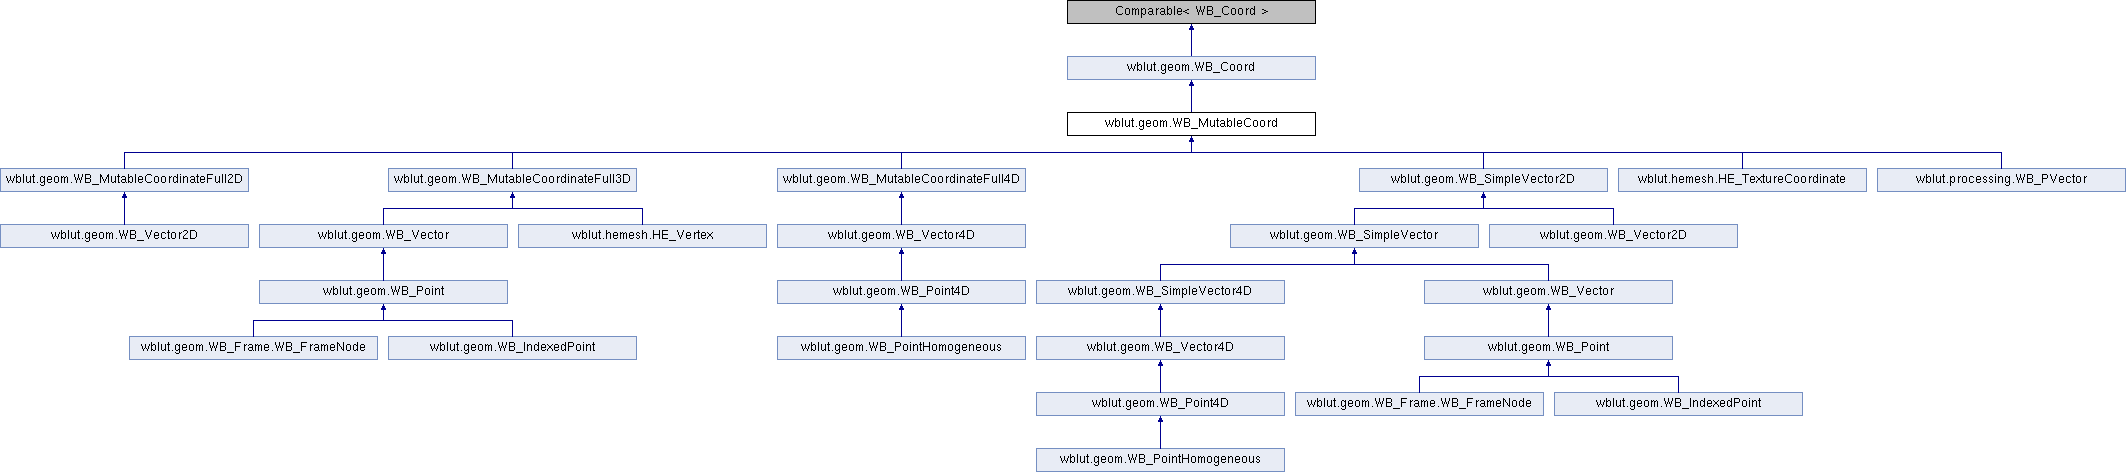 Comparable< WB_Coord >
wblut.geom.WB_Coord
wblut.geom.WB_MutableCoord
wblut.geom.WB_MutableCoordinateFull2D
wblut.geom.WB_MutableCoordinateFull3D
wblut.geom.WB_MutableCoordinateFull4D
wblut.geom.WB_SimpleVector2D
wblut.hemesh.HE_TextureCoordinate
wblut.processing.WB_PVector
wblut.geom.WB_Vector2D
wblut.geom.WB_Vector
wblut.hemesh.HE_Vertex
wblut.geom.WB_Vector4D
wblut.geom.WB_SimpleVector
wblut.geom.WB_Vector2D
wblut.geom.WB_Point
wblut.geom.WB_Point4D
wblut.geom.WB_SimpleVector4D
wblut.geom.WB_Vector
wblut.geom.WB_Frame.WB_FrameNode
wblut.geom.WB_IndexedPoint
wblut.geom.WB_PointHomogeneous
wblut.geom.WB_Vector4D
wblut.geom.WB_Point
wblut.geom.WB_Point4D
wblut.geom.WB_Frame.WB_FrameNode
wblut.geom.WB_IndexedPoint
wblut.geom.WB_PointHomogeneous